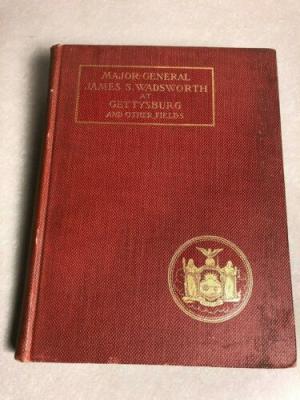 MAJOR-GENERAL
JAMES S. WADSWORTH
AT
GETTYSBURG
AND OTHER FIELDS